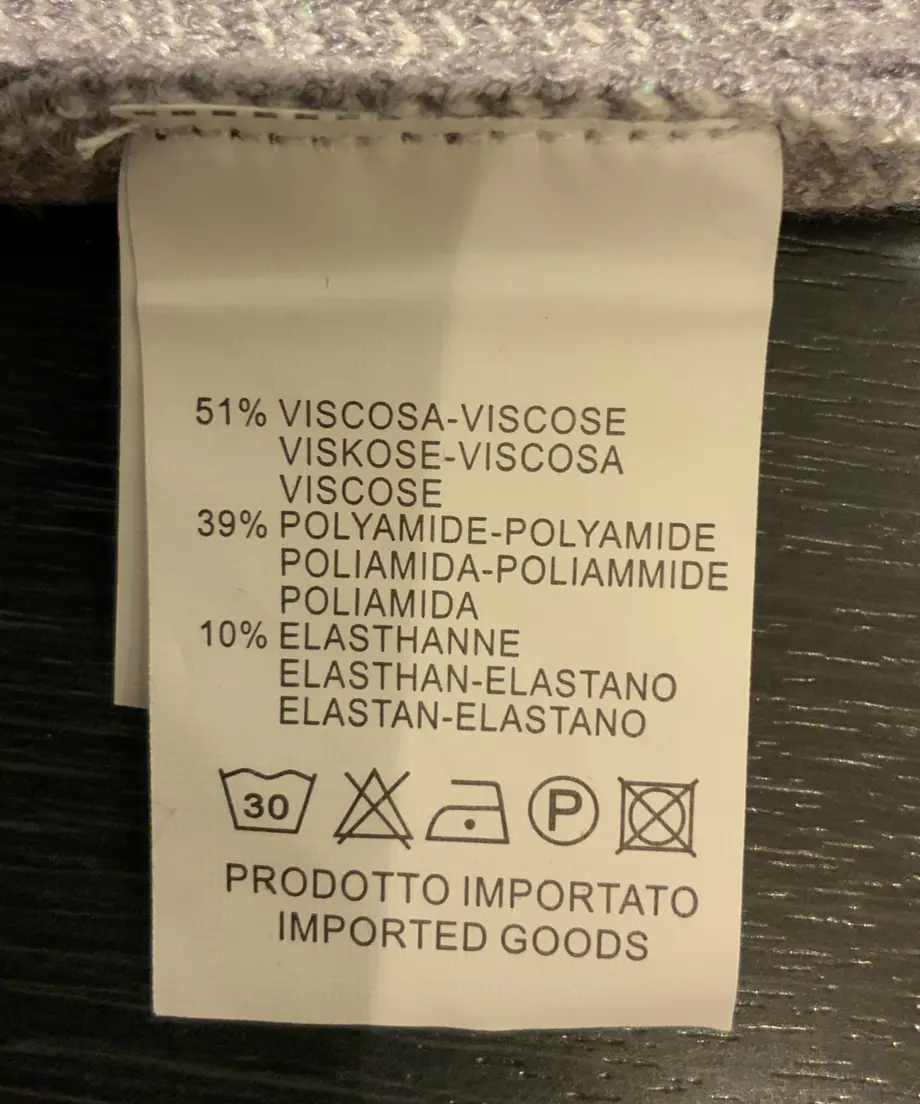 51% VISCOSA-VISCOSE
VISKOSE-VISCOSA
VISCOSE
39% POLYAMIDE-POLYAMIDE
POLIAMIDA-POLIAMMIDE
POLIAMIDA
10% ELASTHANNE
ELASTHAN-ELASTANO
ELASTAN-ELASTANO
30 P
PRODOTTO IMPORTATO
IMPORTED GOODS